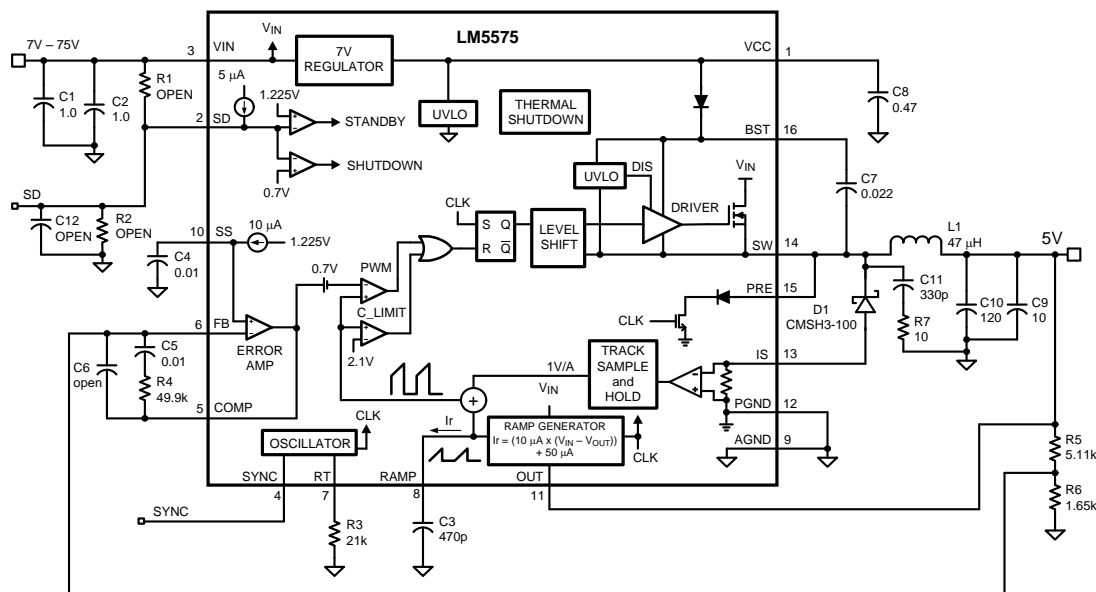 LM5575
7V – 75V
3
VIN
VIN
7V
REGULATOR
VCC
1
R1
OPEN
C1
1.0
C2
1.0
5 μA
1.225V
2
SD
STANDBY
SHUTDOWN
0.7V
UVLO
THERMAL
SHUTDOWN
C8
0.47
BST
16
VIN
DIS
UVLO
DRIVER
C7
0.022
SD
C12
OPEN
R2
OPEN
10
SS
10 μA
1.225V
C4
0.01
CLK
S
Q
R
Q
LEVEL
SHIFT
SW
14
L1
47 μH
5V
0.7V
PWM
C_LIMIT
2.1V
PRE
15
CLK
D1
CMSH3-100
C11
330p
R7
10
C10
120
C9
10
6
FB
ERROR
AMP
C5
0.01
C6
open
R4
49.9k
5
COMP
IS
13
TRACK
SAMPLE
and
HOLD
1V/A
VIN
+
PGND
12
AGND
9
Ir
RAMP GENERATOR
Ir = (10 μA x (VIN – VOUT))
+ 50 μA
CLK
OSCILLATOR
CLK
SYNC
4
RT
7
RAMP
8
OUT
11
R5
5.11k
R6
1.65k
SYNC
R3
21k
C3
470p